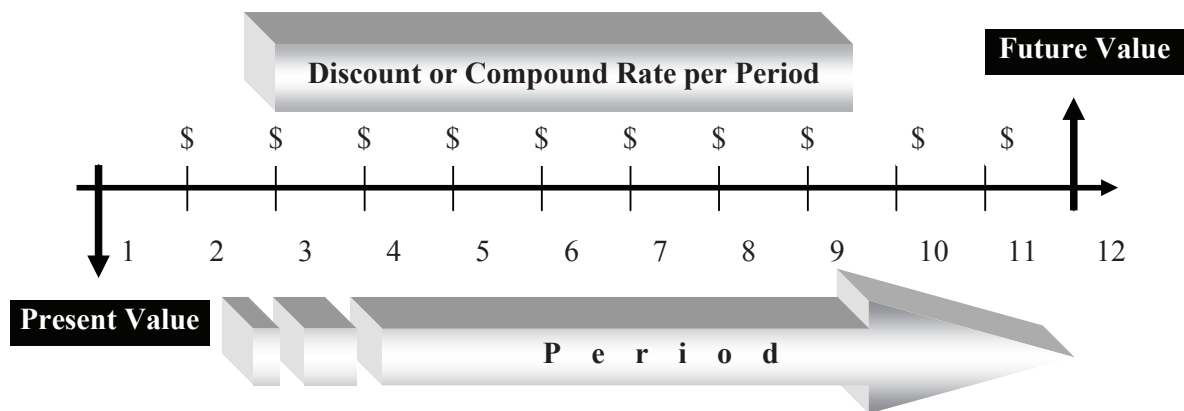 Future Value
Discount or Compound Rate per Period
$ $ $ $ $ $ $ $ $ $
1 2 3 4 5 6 7 8 9 10 11 12
Present Value
P e r i o d